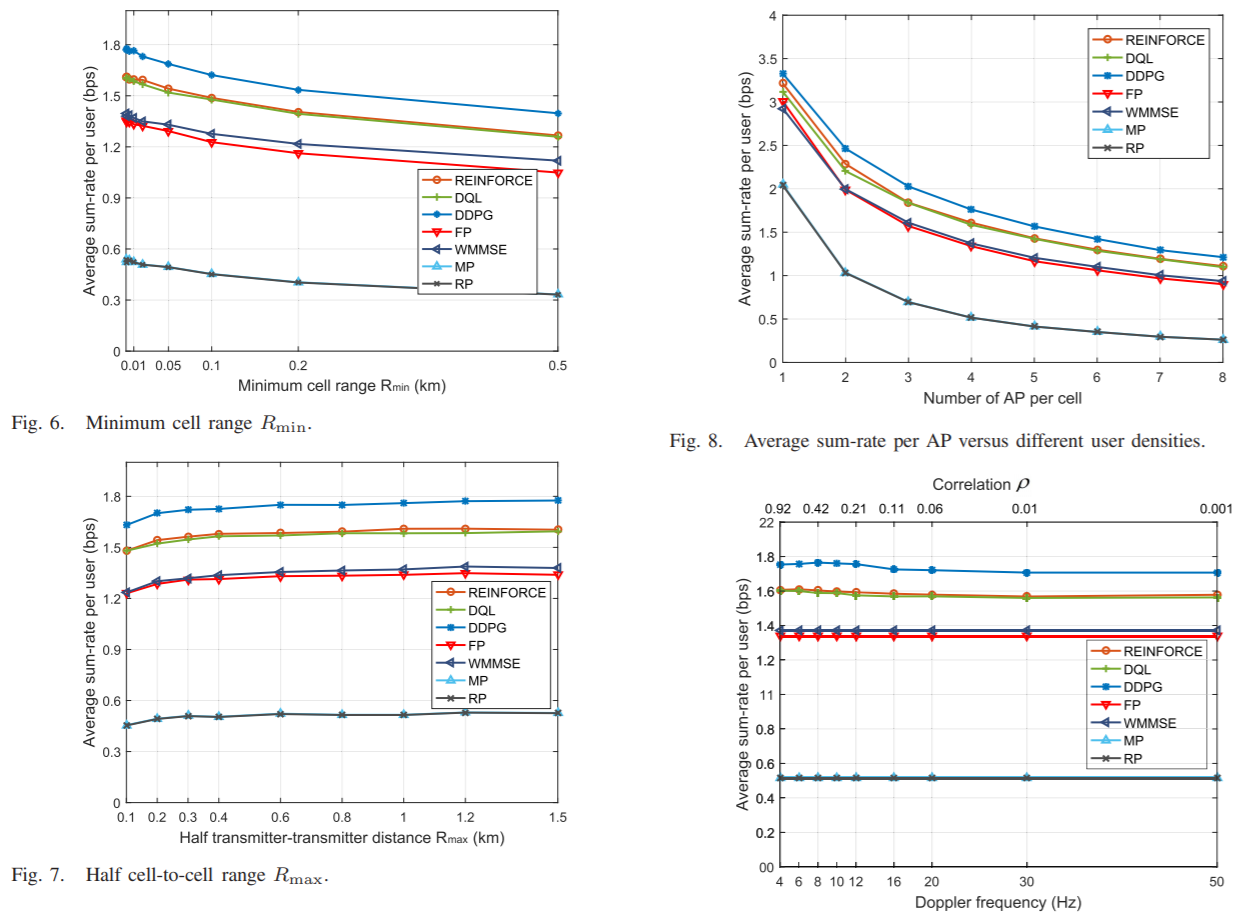 1.8
1.5
1.2
0.9
0.6
0.3
0
Average sum-rate per user (bps)
REINFORCE
DQL
DDPG
FP
WMMSE
MP
RP
0.01 0.05 0.1 0.2 0.5
Minimum cell range Rmin (km)
Fig. 6. Minimum cell range Rmin.
1.8
1.5
1.2
0.9
0.6
0.3
0
Average sum-rate per user (bps)
REINFORCE
DQL
DDPG
FP
WMMSE
MP
RP
0.1 0.2 0.3 0.4 0.6 0.8 1 1.2 1.5
Half transmitter-transmitter distance Rmax (km)
Fig. 7. Half cell-to-cell range Rmax.
4
3.5
3
2.5
2
1.5
1
0.5
0
Average sum-rate per user (bps)
REINFORCE
DQL
DDPG
FP
WMMSE
MP
RP
1 2 3 4 5 6 7 8
Number of AP per cell
Fig. 8. Average sum-rate per AP versus different user densities.
Correlation ρ
0.92 0.42 0.21 0.11 0.06 0.01 0.001
22
1.8
1.6
1.4
1.2
11
0.8
0.6
0.4
0.2
00
Average sum-rate per user (bps)
REINFORCE
DQL
DDPG
FP
WMMSE
MP
RP
4 6 8 10 12 16 20 30 50
Doppler frequency (Hz)